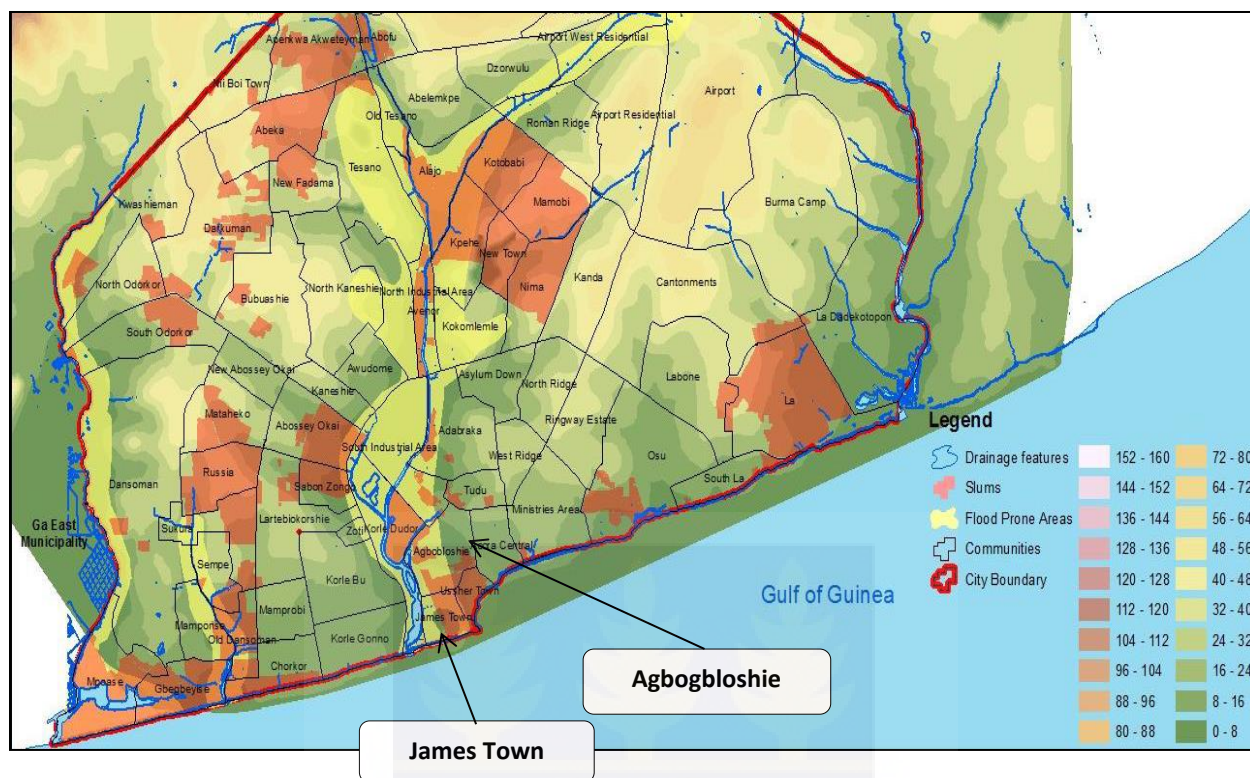 Apenkwa Akweteyman
Abofu
Airport West Residential
Dzorwulu
Nii Boi Town
Abelemkpe
Airport
Old Tesano
Roman Ridge
Airport Residential
Abeka
Tesano
Alajo
Kotobabi
New Fadama
Mamobi
Kwashieman
Burma Camp
Darkuman
Kpehe
New Town
North Odorkor
Bubuashie
North Kaneshie
North Industrial Area
Nima
Kanda
Cantonments
Avenor
Kokomlemle
South Odorkor
La Dadekotopon
New Abossey Okai
Awudome
Asylum Down
North Ridge
Labone
Kaneshie
La
Mataheko
Abossey Okai
Ringway Estate
Adabraka
South Industrial Area
West Ridge
Osu
Russia
Dansoman
Sabon Zongo
Tudu
South La
Ministries Area
Lartebiokorshie
Sukura
Zoti
Korle Dudor
Ga East
Municipality
Agbobloshie
Sempe
Korle Bu
Ussher Town
Mamprobi
James Town
Mamponse
Old Dansoman
Korle Gonno
Chorkor
Mpoase
Gbegbeyise
Gulf of Guinea
Agbogbloshie
James Town
Legend
Drainage features
Slums
Flood Prone Areas
Communities
City Boundary
152 - 160
144 - 152
136 - 144
128 - 136
120 - 128
112 - 120
104 - 112
96 - 104
88 - 96
80 - 88
72 - 80
64 - 72
56 - 64
48 - 56
40 - 48
32 - 40
24 - 32
16 - 24
8 - 16
0 - 8